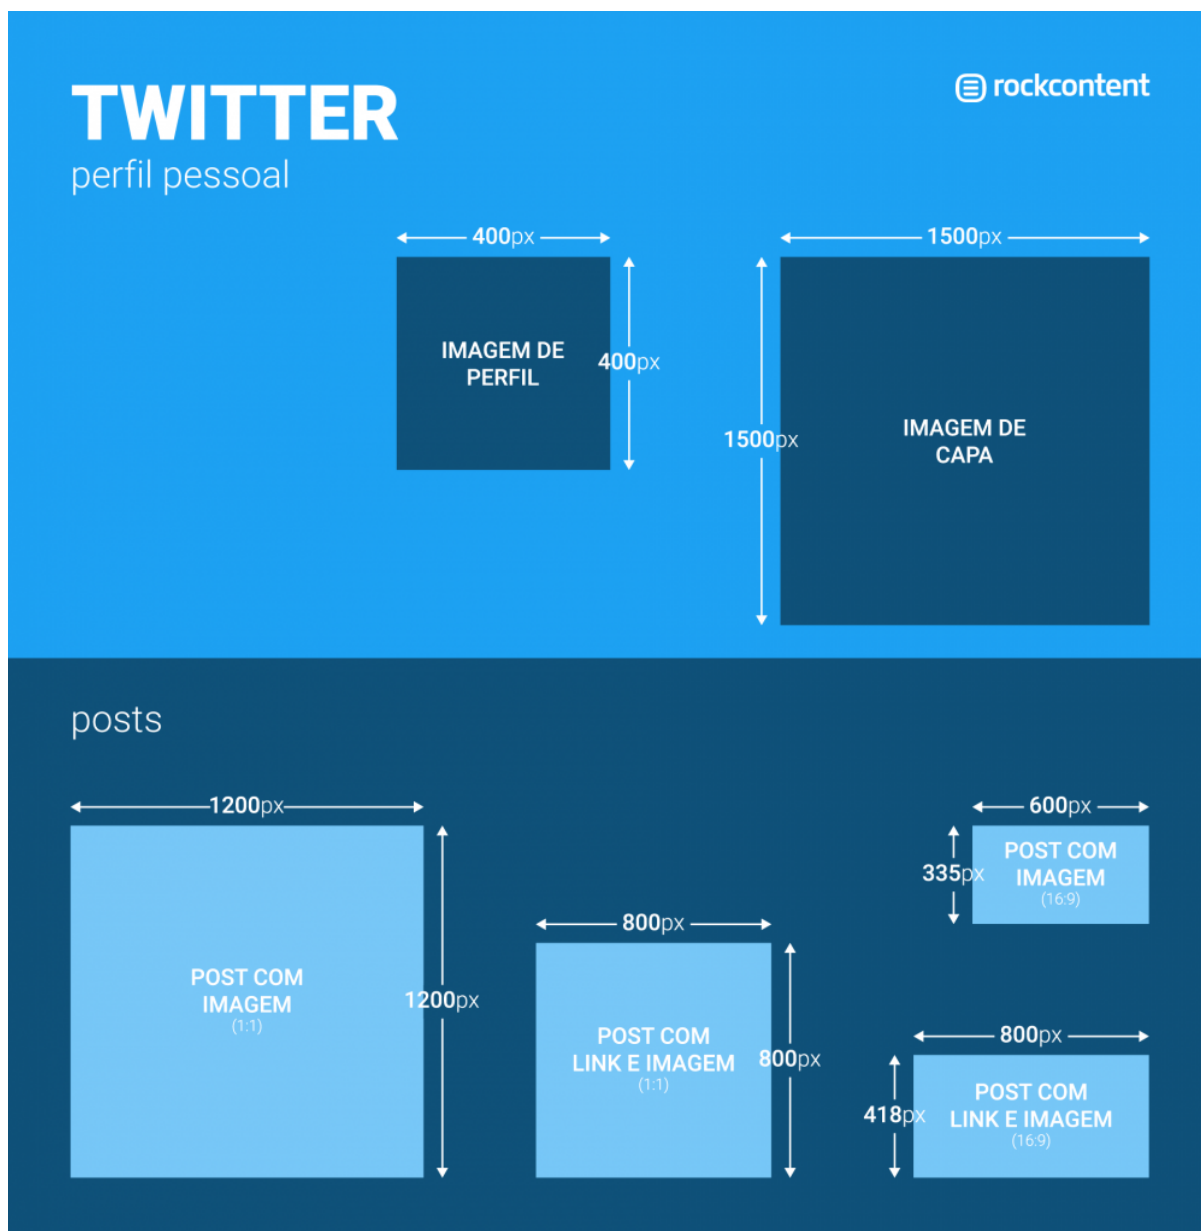 TWITTER
rockcontent
perfil pessoal
400px
1500px
IMAGEM DE
PERFIL
400px
1500px
IMAGEM DE
CAPA
posts
1200px
600px
POST COM
IMAGEM
(16:9)
335px
800px
POST COM
IMAGEM
(1:1)
1200px
POST COM
LINK E IMAGEM
(1:1)
800px
800px
POST COM
LINK E IMAGEM
(16:9)
418px